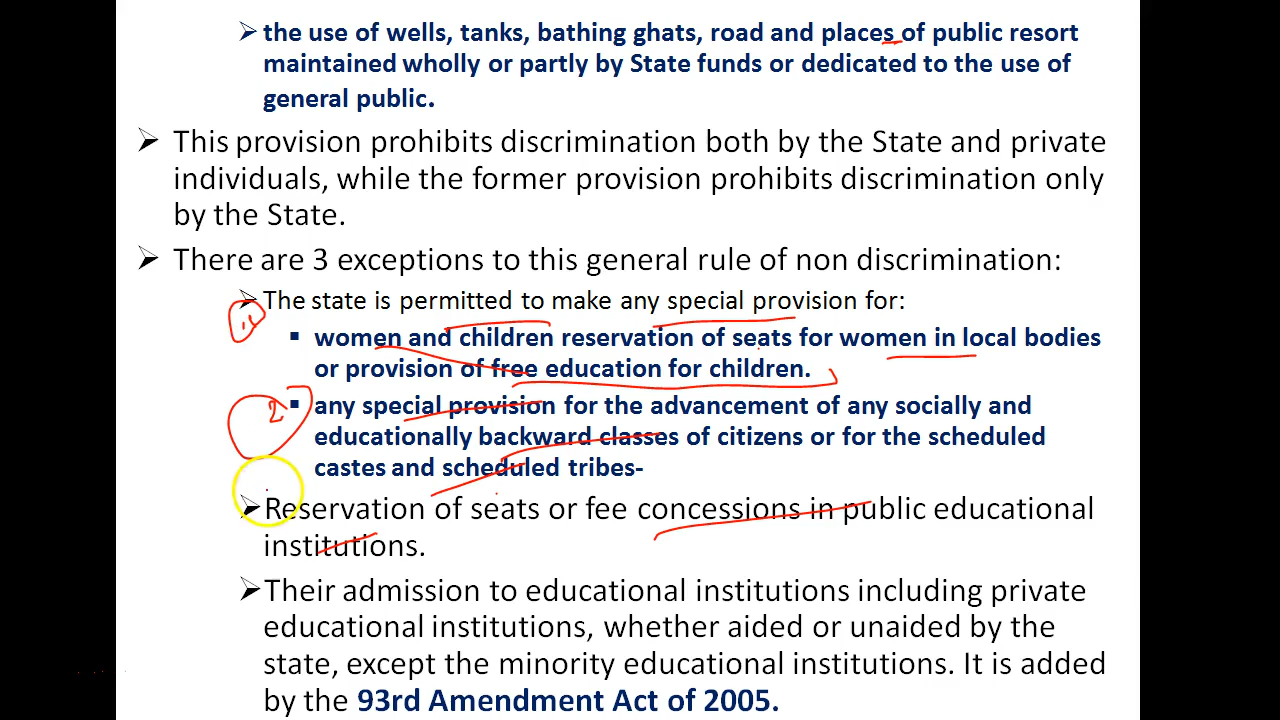 the use of wells, tanks, bathing ghats, road and places of public resort
maintained wholly or partly by State funds or dedicated to the use of
general public.
This provision prohibits discrimination both by the State and private
individuals, while the former provision prohibits discrimination only
by the State.
There are 3 exceptions to this general rule of non discrimination:
The state is permitted to make any special provision for:
women and children reservation of seats for women in local bodies
or provision of free education for children.
2
any special provision for the advancement of any socially and
educationally backward classes of citizens or for the scheduled
castes and scheduled tribes-
Reservation of seats or fee concessions in public educational
institutions.
Their admission to educational institutions including private
educational institutions, whether aided or unaided by the
state, except the minority educational institutions. It is added
by the 93rd Amendment Act of 2005.